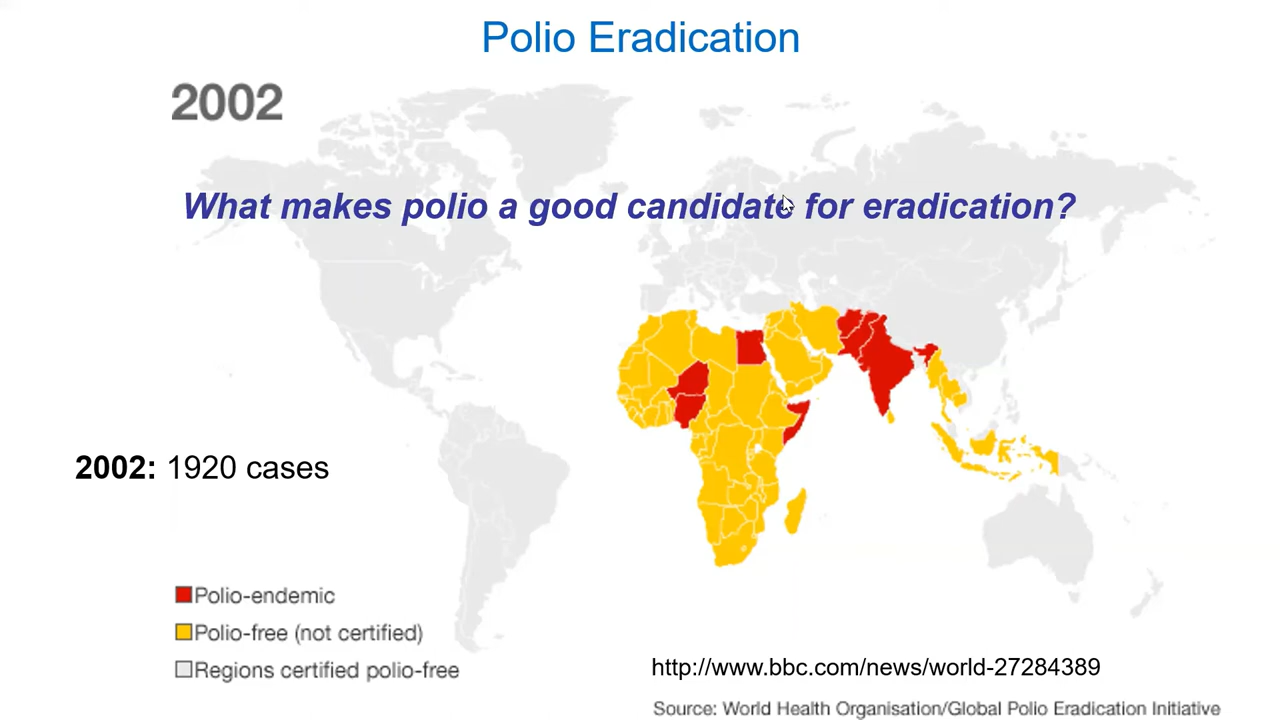 Polio Eradication
2002
What makes polio a good candidate for eradication?
2002: 1920 cases
Polio-endemic
Polio-free (not certified)
Regions certified polio-free
http://www.bbc.com/news/world-27284389
Source: World Health Organisation/Global Polio Eradication Initiative